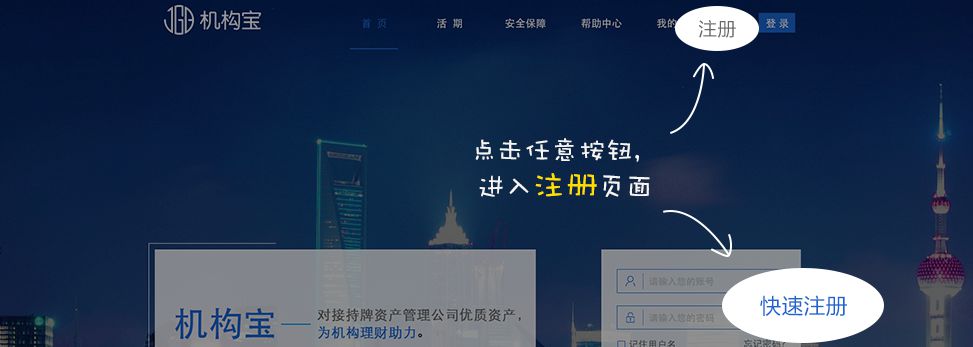 JGB 机构宝
首 页 活 期 安全保障 帮助中心 我的 注册 登 录
点击任意按钮,
进入注册页面
请输入您的账号
快速注册
请输入您的密码
机构宝 — 对接持牌资产管理公司优质资产，
为机构理财助力。
记住用户名 忘记密码?